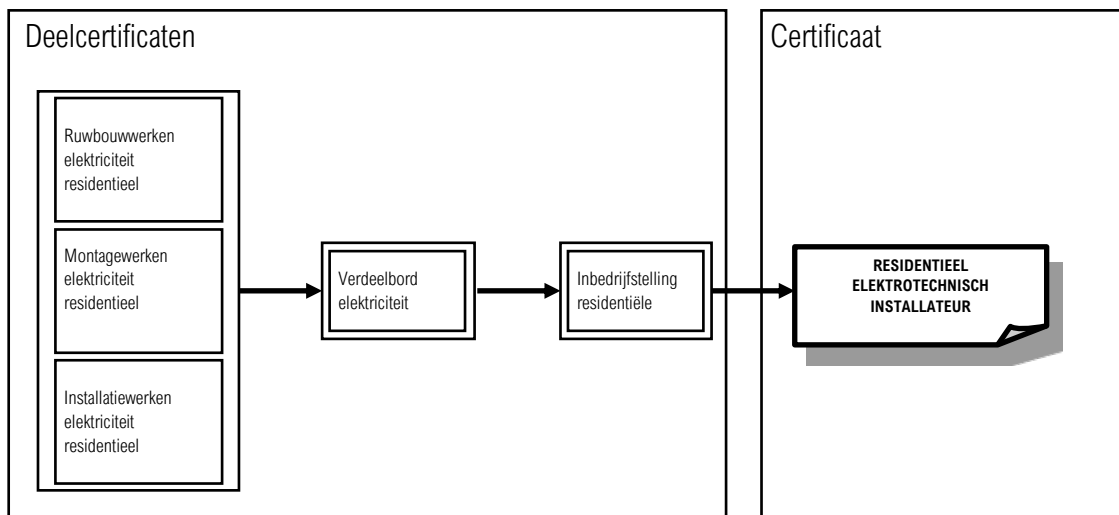 Deelcertificaten
Ruwbouwwerken
elektriciteit
residentieel
Montagewerken
elektriciteit
residentieel
Installatiewerken
elektriciteit
residentieel
Verdeelbord
elektriciteit
Inbedrijfstelling
residentiële
Certificaat
RESIDENTIEEL
ELEKTROTECHNISCH
INSTALLATEUR